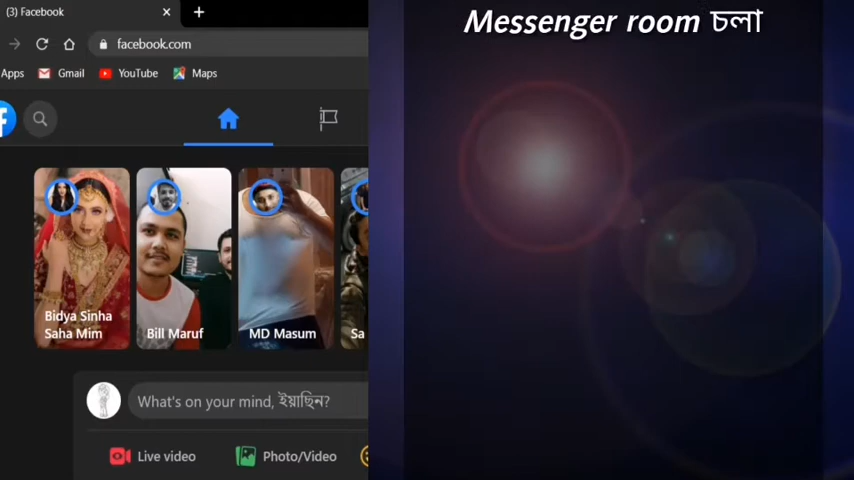 (3) Facebook
Messenger room চলা
facebook.com
Apps Gmail YouTube Maps
Bidya Sinha
Saha Mim
Bill Maruf
MD Masum
Sa
What's on your mind, ইয়াছিন?
Live video Photo/Video